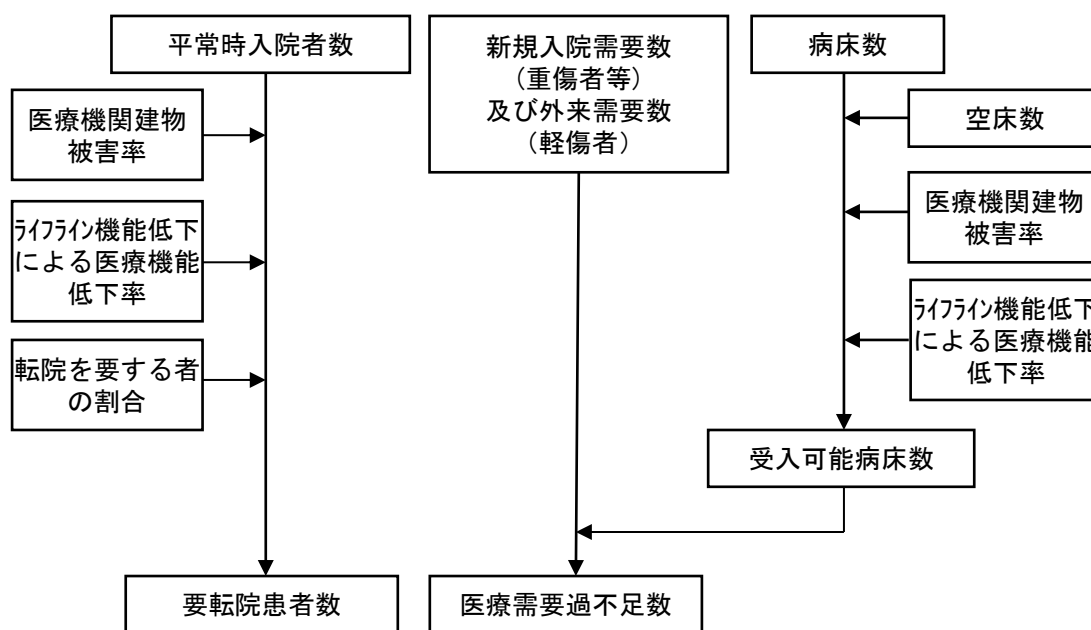 平常時入院者数
新規入院需要数
（重傷者等）
及び外来需要数
（軽傷者）
病床数
医療機関建物
被害率
空床数
ﾗｲﾌﾗｲﾝ機能低下
による医療機能
低下率
医療機関建物
被害率
転院を要する者
の割合
ﾗｲﾌﾗｲﾝ機能低下
による医療機能
低下率
受入可能病床数
要転院患者数
医療需要過不足数